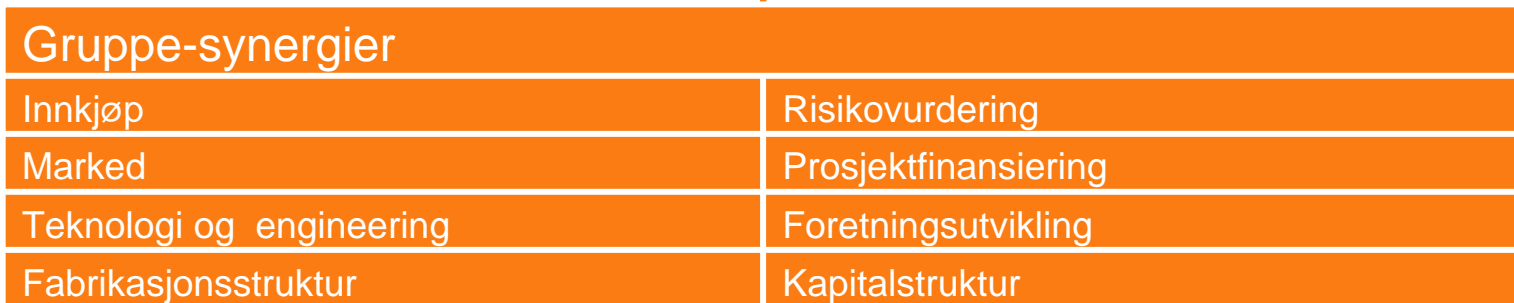 Gruppe-synergier
Innkjøp
Risikovurdering
Marked
Prosjektfinansiering
Teknologi og  engineering
Foretningsutvikling
Fabrikasjonsstruktur
Kapitalstruktur